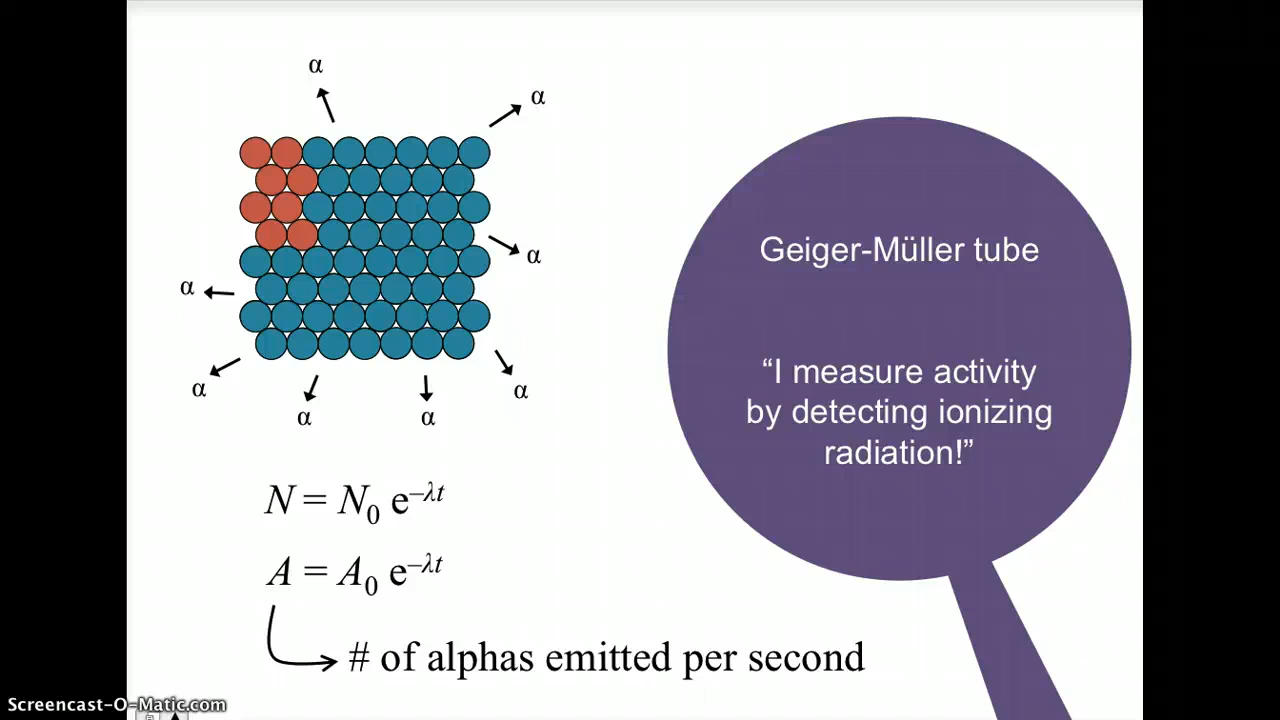 α
α
α
α
α
α
α
α
Geiger-Müller tube
“I measure activity
by detecting ionizing
radiation!”
N = N₀ e^–λt
A = A₀ e^–λt
# of alphas emitted per second
Screencast-O-Matic.com